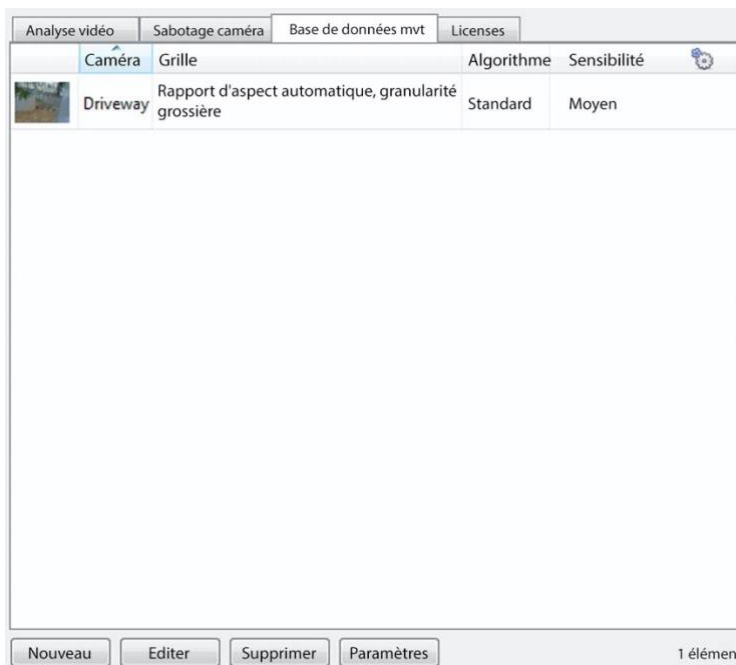 Analyse vidéo Sabotage caméra Base de données mvt Licenses
Caméra Grille Algorithme Sensibilité
Driveway Rapport d'aspect automatique, granularité grossière Standard Moyen
Nouveau Editer Supprimer Paramètres 1 élémen